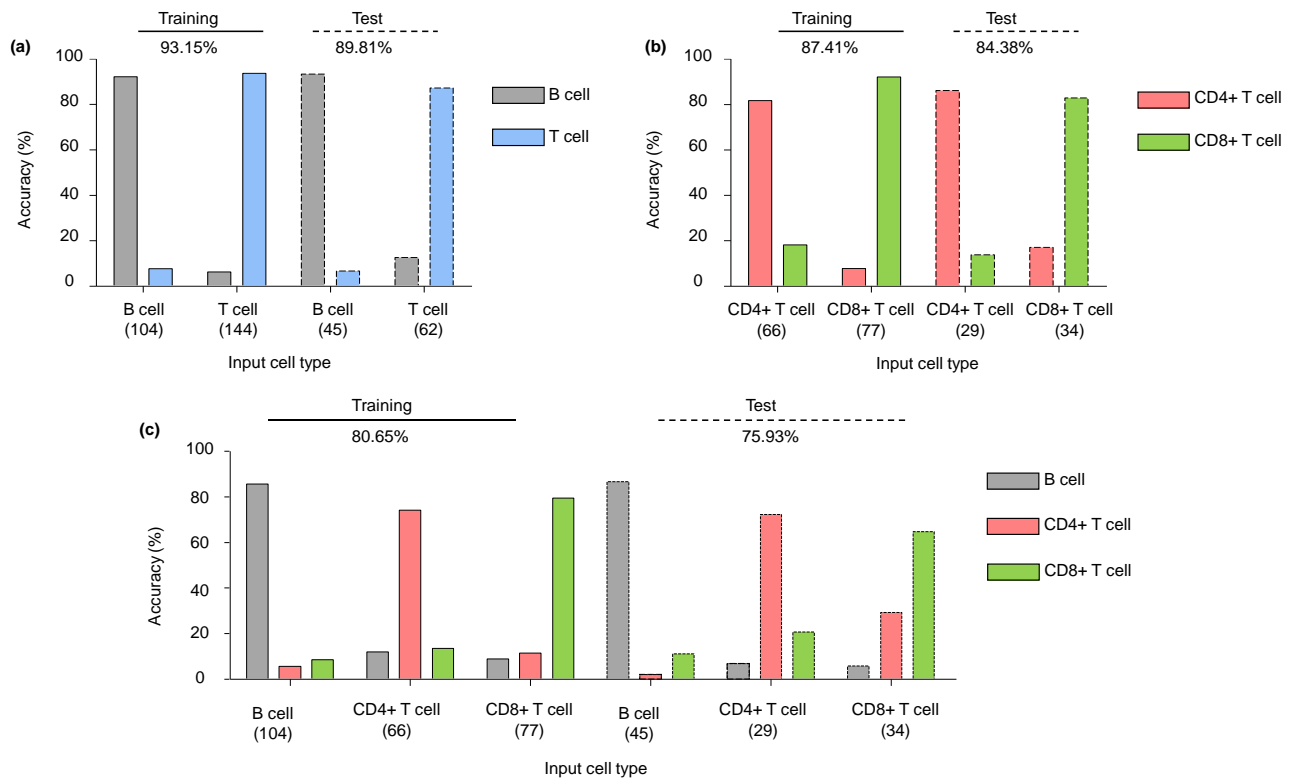 Training
Test
(a)
93.15%
89.81%
100
80
60
40
20
0
Accuracy (%)
B cell
T cell
B cell
T cell
B cell
T cell
(104)
(144)
(45)
(62)
Input cell type
Training
Test
(b)
87.41%
84.38%
100
80
60
40
20
0
Accuracy (%)
CD4+ T cell
CD8+ T cell
CD4+ T cell
CD8+ T cell
CD4+ T cell
CD8+ T cell
(66)
(77)
(29)
(34)
Input cell type
Training
Test
(c)
80.65%
75.93%
100
80
60
40
20
0
Accuracy (%)
B cell
CD4+ T cell
CD8+ T cell
B cell
CD4+ T cell
CD8+ T cell
B cell
CD4+ T cell
CD8+ T cell
(104)
(66)
(77)
(45)
(29)
(34)
Input cell type